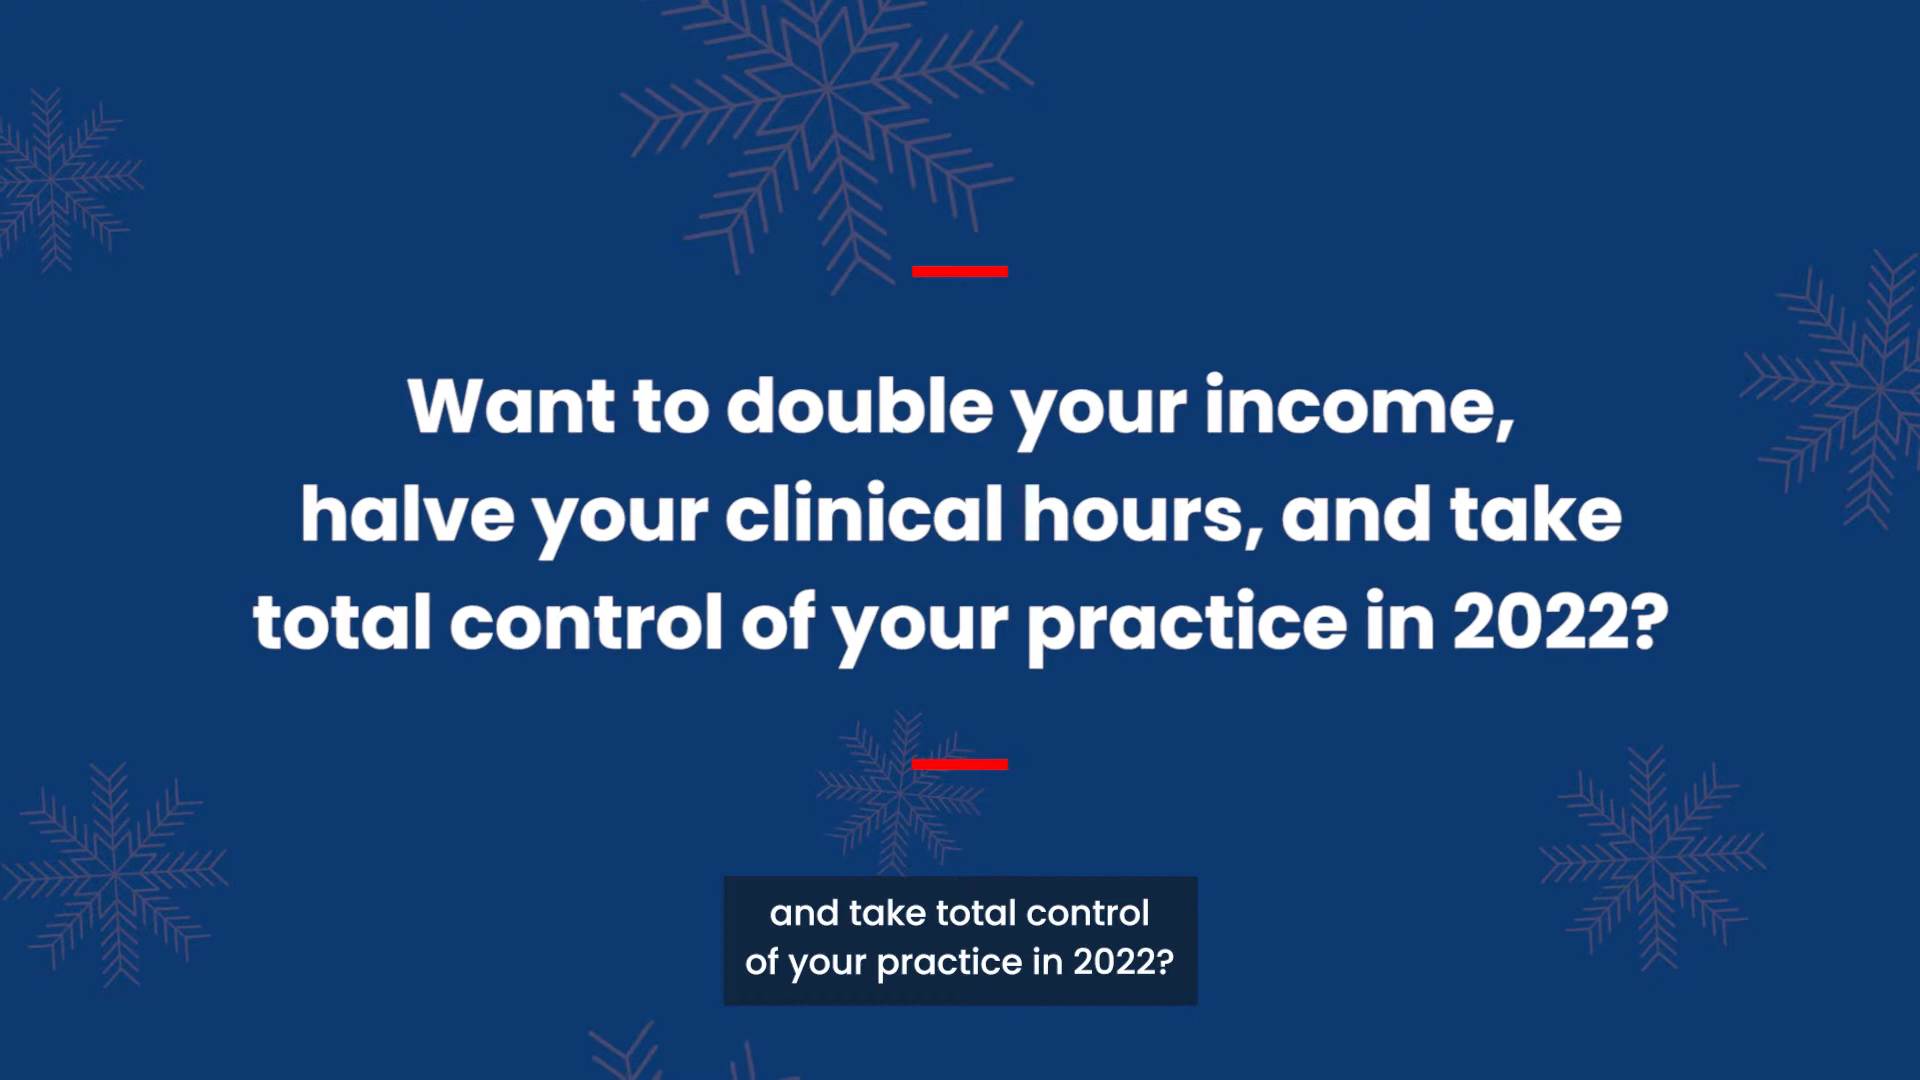 Want to double your income,
halve your clinical hours, and take
total control of your practice in 2022?
and take total control
of your practice in 2022?